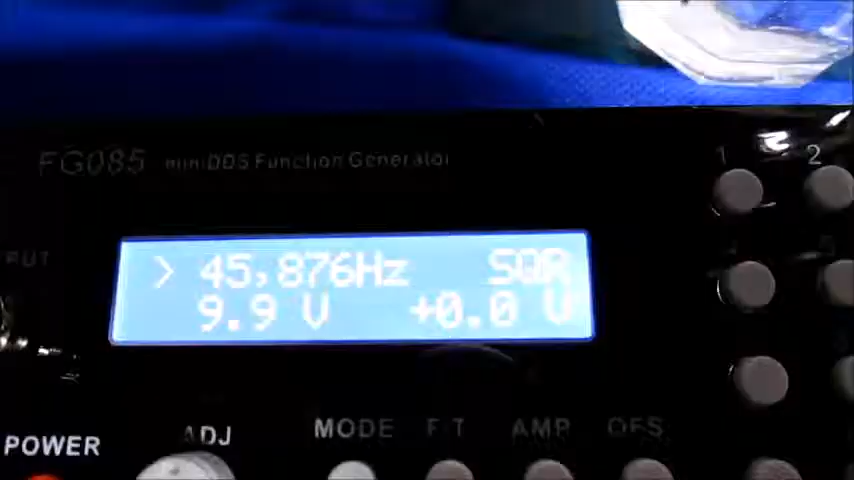 1 2
FG085 miniDDS Function Generator
> 45,876Hz SQR
9.9 V +0.0 V
ADJ MODE F/T AMP OFS
POWER